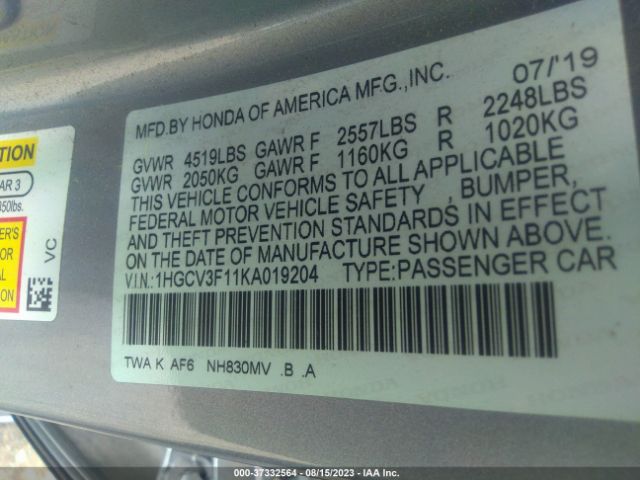 MFD.BY HONDA OF AMERICA MFG.,INC. 07/'19
GVWR 4519LBS GAWR F 2557LBS R 2248LBS
GVWR 2050KG GAWR F 1160KG R 1020KG
THIS VEHICLE CONFORMS TO ALL APPLICABLE
FEDERAL MOTOR VEHICLE SAFETY , BUMPER,
AND THEFT PREVENTION STANDARDS IN EFFECT
ON THE DATE OF MANUFACTURE SHOWN ABOVE.
V.I.N.:1HGCV3F11KA019204 TYPE:PASSENGER CAR
TWA K AF6 NH830MV .B .A
VC
000-37332564 - 08/15/2023 - IAA Inc.